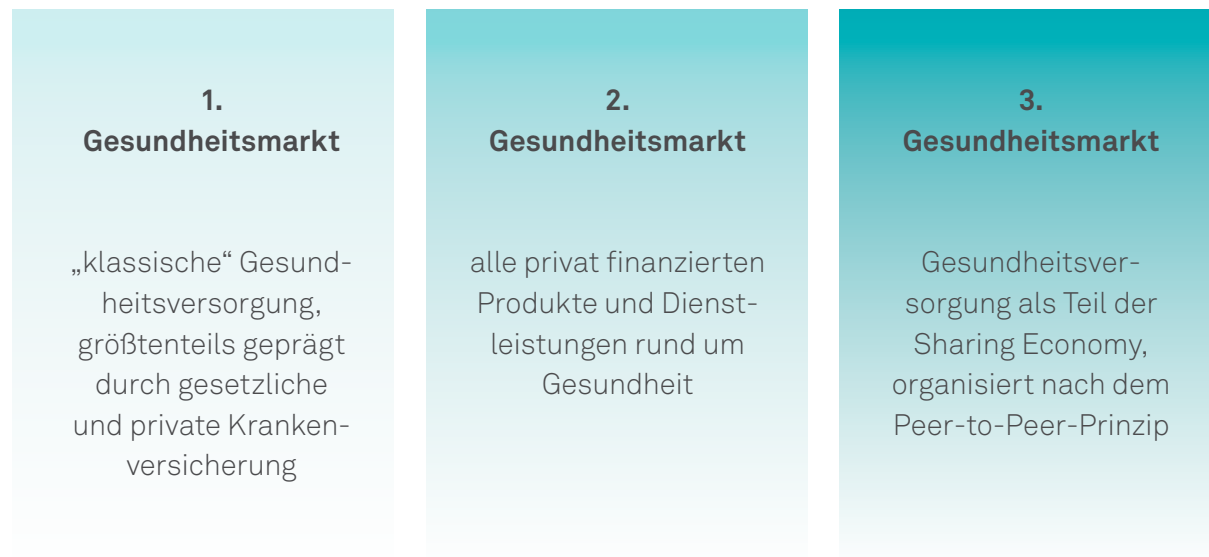 1.
Gesundheitsmarkt
„klassische“ Gesund-
heitsversorgung,
größtenteils geprägt
durch gesetzliche
und private Kranken-
versicherung
2.
Gesundheitsmarkt
alle privat finanzierten
Produkte und Dienst-
leistungen rund um
Gesundheit
3.
Gesundheitsmarkt
Gesundheitsver-
sorgung als Teil der
Sharing Economy,
organisiert nach dem
Peer-to-Peer-Prinzip